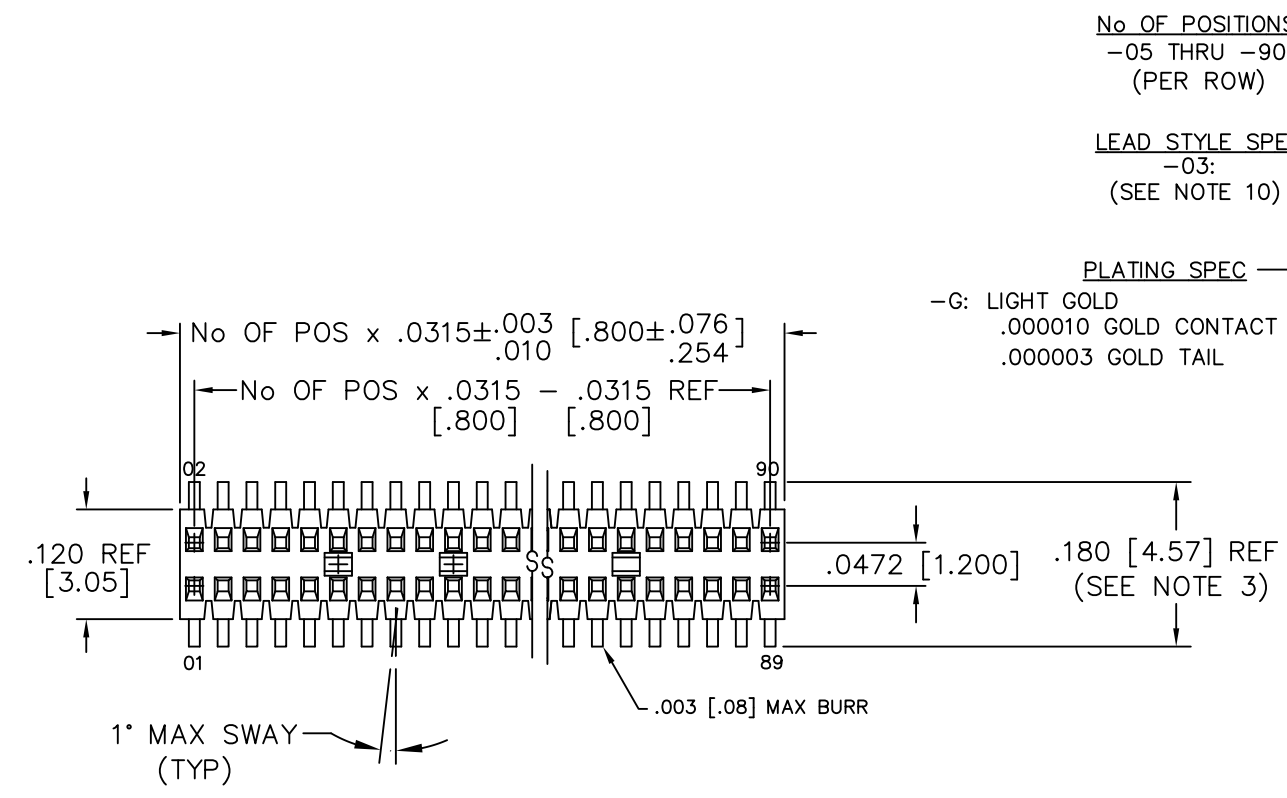 No OF POSITIONS
-05 THRU -90
(PER ROW)
LEAD STYLE SPE
-03:
(SEE NOTE 10)
PLATING SPEC
-G: LIGHT GOLD
.000010 GOLD CONTACT
.000003 GOLD TAIL
No OF POS x .0315±.003 [.800±.076]
.010 .254
No OF POS x .0315 - .0315 REF
[.800] [.800]
02 90
.120 REF
[3.05]
S S
.0472 [1.200]
.180 [4.57] REF
(SEE NOTE 3)
01 89
.003 [.08] MAX BURR
1° MAX SWAY
(TYP)